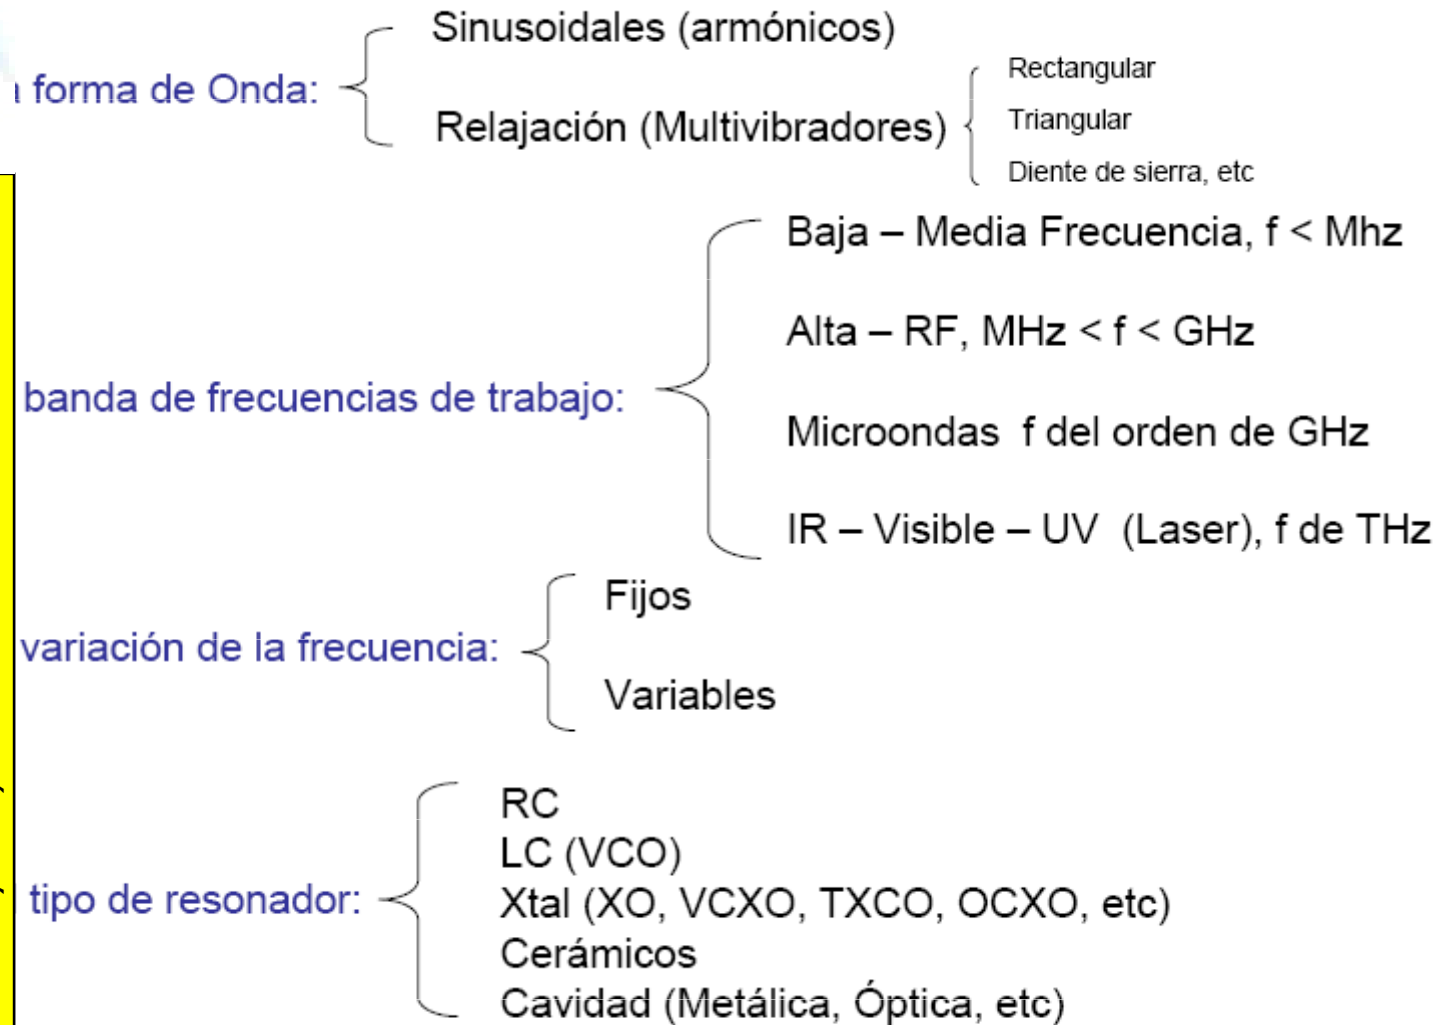 Sinusoidales (armónicos)
forma de Onda:
Relajación (Multivibradores)
Rectangular
Triangular
Diente de sierra, etc
banda de frecuencias de trabajo:
Baja – Media Frecuencia, f < Mhz
Alta – RF, MHz < f < GHz
Microondas f del orden de GHz
IR – Visible – UV (Laser), f de THz
variación de la frecuencia:
Fijos
Variables
tipo de resonador:
RC
LC (VCO)
Xtal (XO, VCXO, TXCO, OCXO, etc)
Cerámicos
Cavidad (Metálica, Óptica, etc)